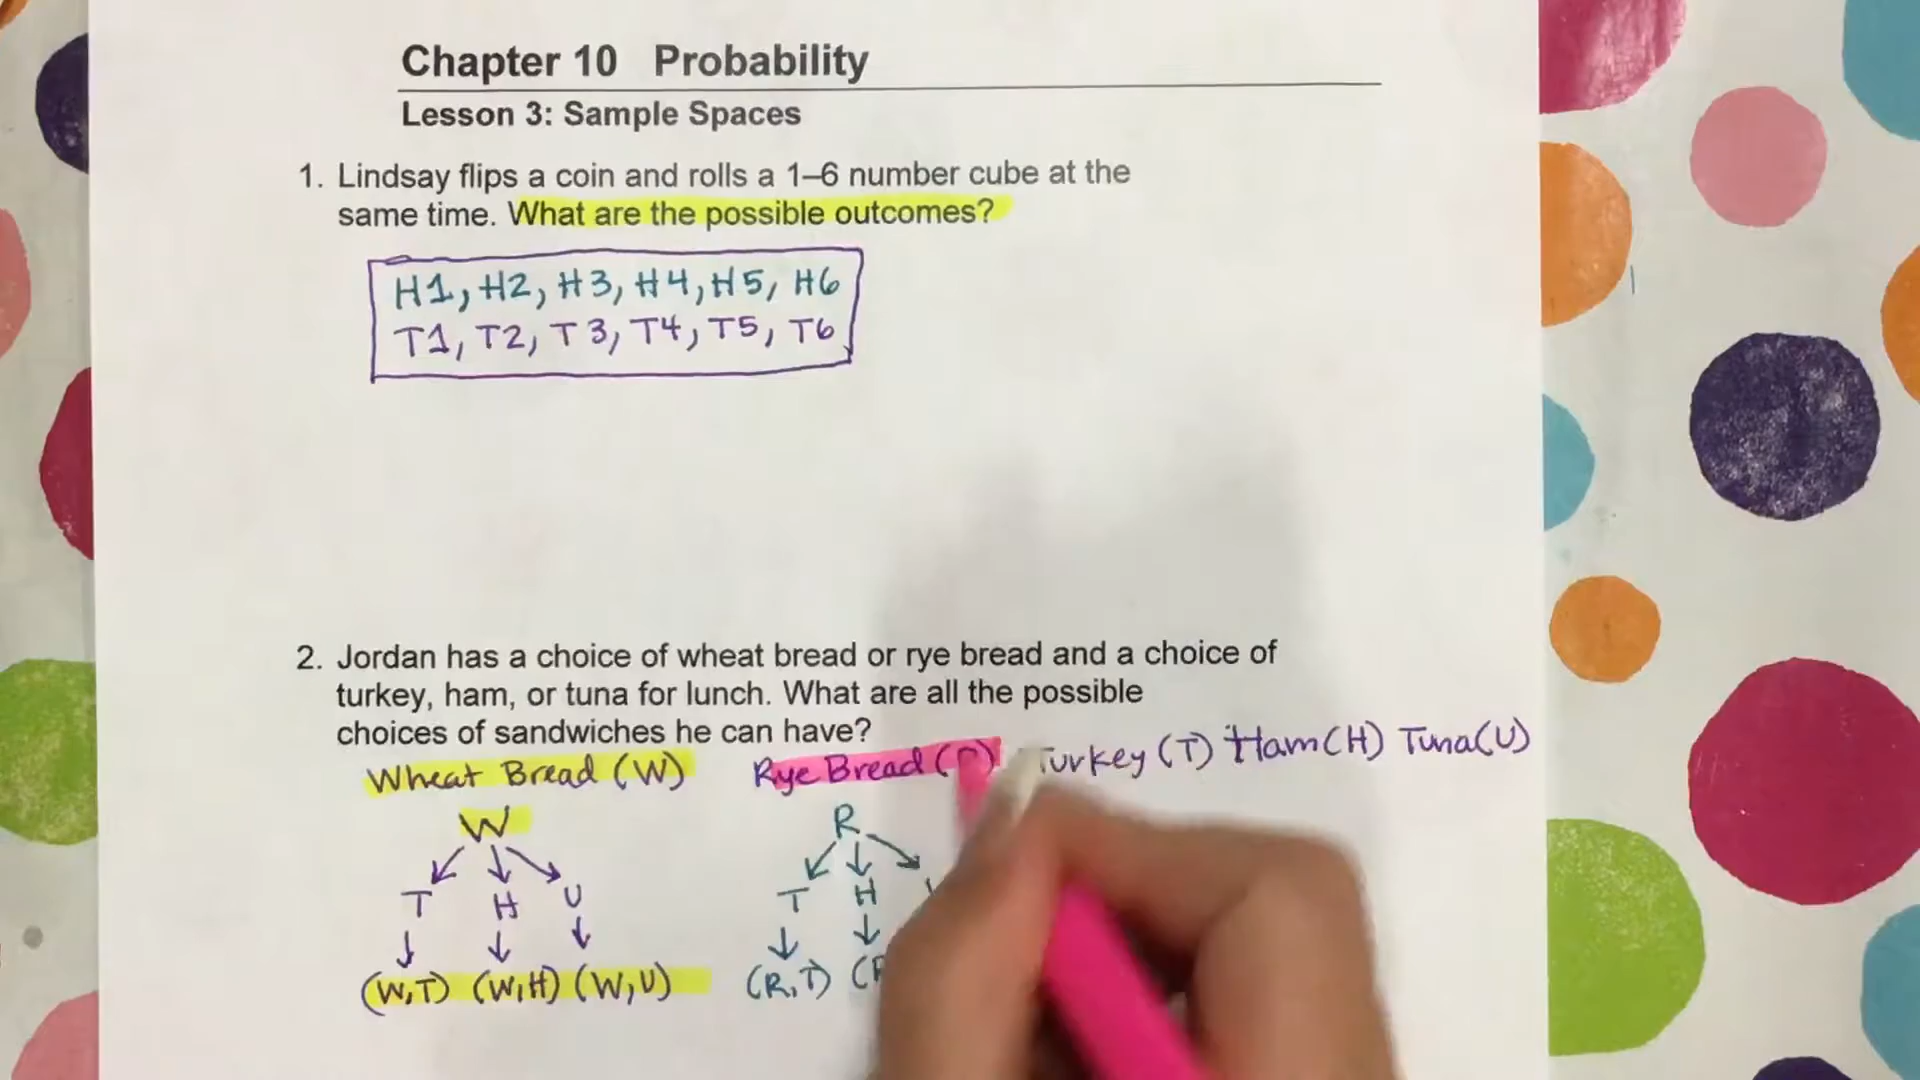 Chapter 10 Probability
Lesson 3: Sample Spaces
1. Lindsay flips a coin and rolls a 1–6 number cube at the
same time. What are the possible outcomes?
H1, H2, H3, H4, H5, H6
T1, T2, T3, T4, T5, T6
2. Jordan has a choice of wheat bread or rye bread and a choice of
turkey, ham, or tuna for lunch. What are all the possible
choices of sandwiches he can have?
Wheat Bread (W) Rye Bread Turkey (T) Ham (H) Tuna (U)
W R
T H U T H
(W,T) (W,H) (W,U) (R,T)